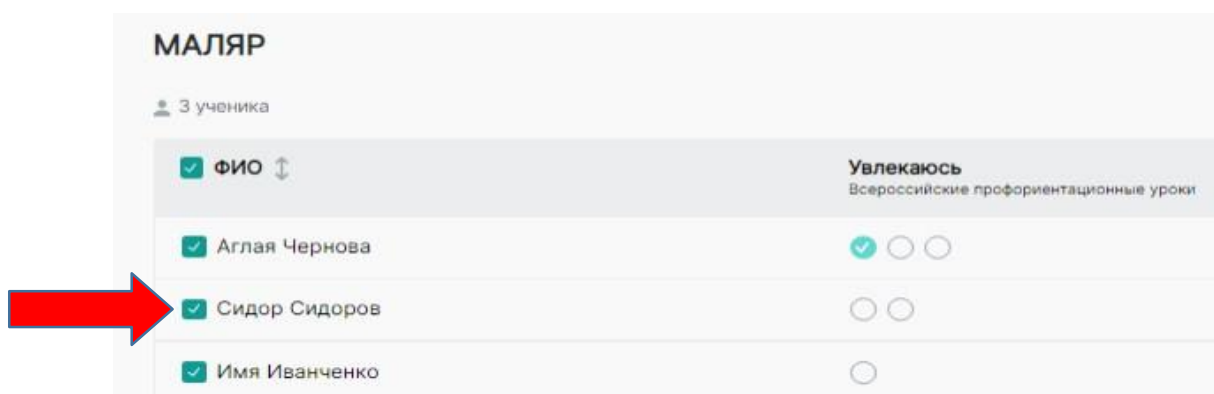 МАЛЯР
3 ученика
ФИО
Увлекаюсь
Всероссийские профориентационные уроки
Аглая Чернова
Сидор Сидоров
Имя Иванченко